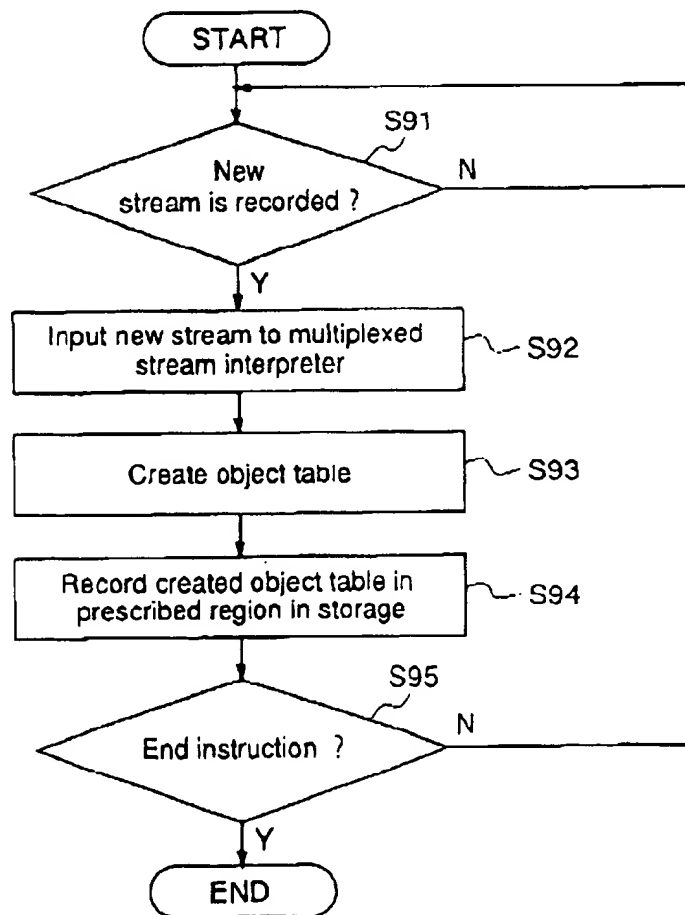 START
S91
New
stream is recorded ?
N
Y
Input new stream to multiplexed
stream interpreter
S92
Create object table
S93
Record created object table in
prescribed region in storage
S94
S95
End instruction ?
N
Y
END